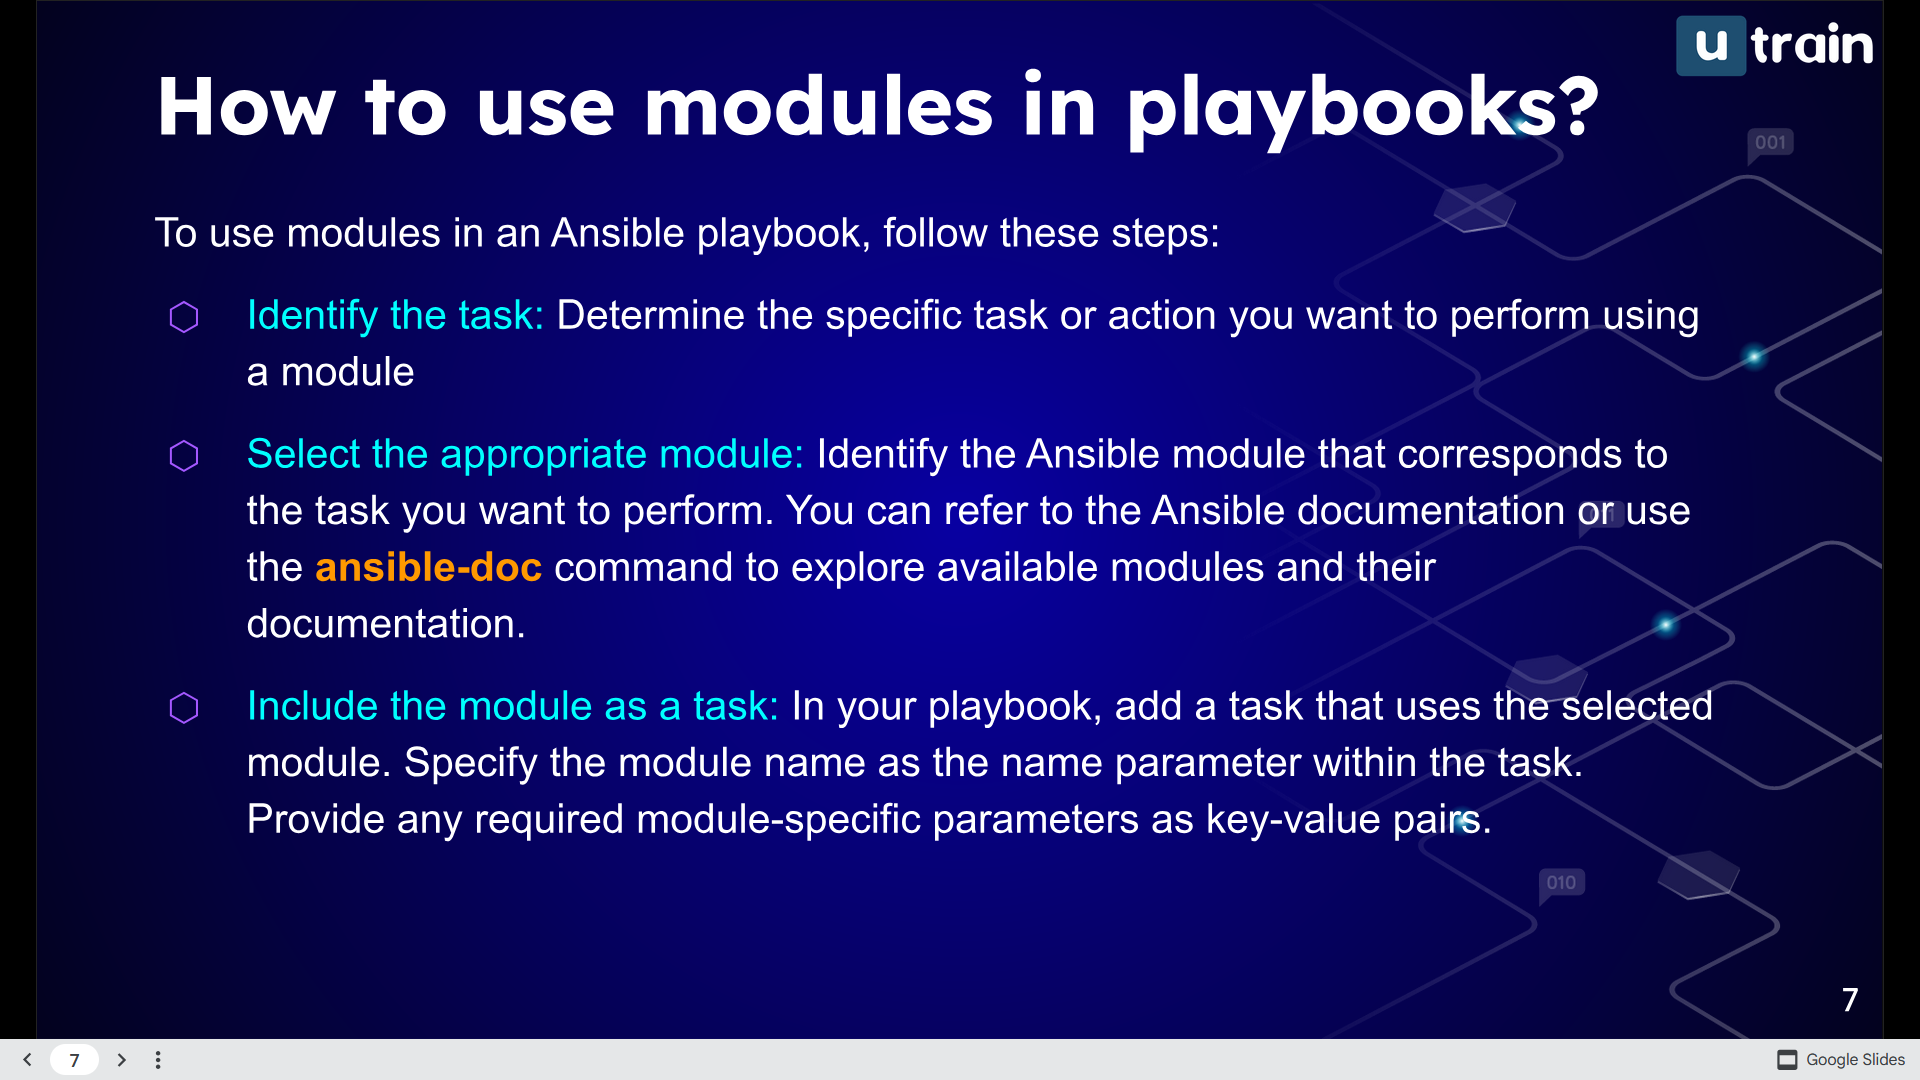 u train
How to use modules in playbooks?
001
To use modules in an Ansible playbook, follow these steps:
Identify the task: Determine the specific task or action you want to perform using
a module
Select the appropriate module: Identify the Ansible module that corresponds to
the task you want to perform. You can refer to the Ansible documentation or use
the ansible-doc command to explore available modules and their
documentation.
Include the module as a task: In your playbook, add a task that uses the selected
module. Specify the module name as the name parameter within the task.
Provide any required module-specific parameters as key-value pairs.
010
7
7
Google Slides